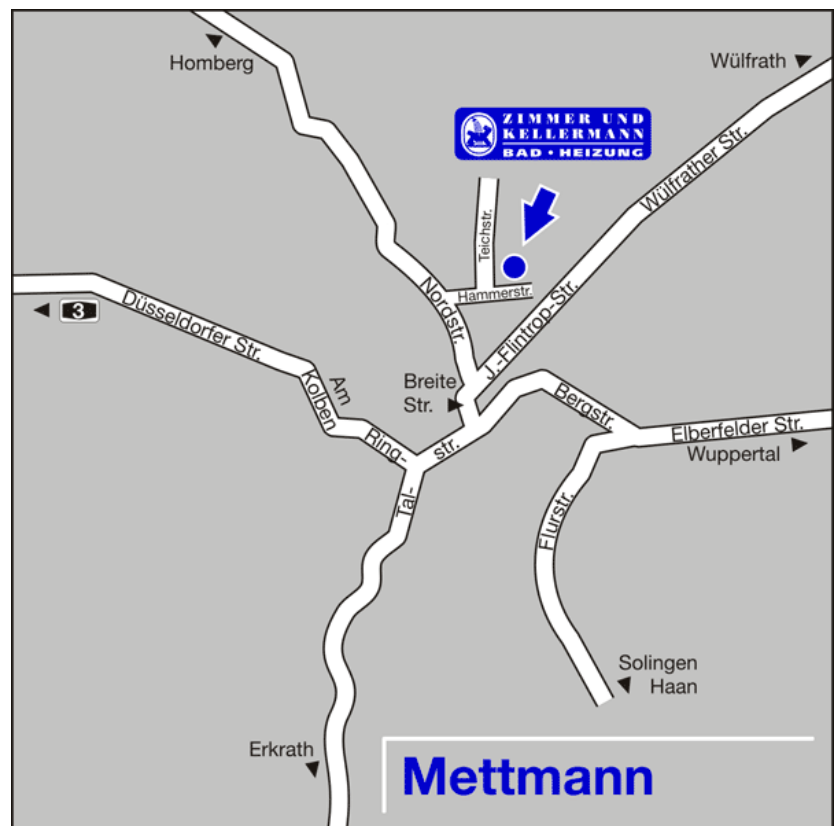 Homberg
Wülfrath
ZIMMER UND
KELLERMANN
BAD • HEIZUNG
Wülfrather Str.
Teichstr.
Hammerstr.
Nordstr.
J.-Flintrop-Str.
3
Düsseldorfer Str.
Am
Kolben
Breite
Str.
Bergstr.
Ring-
str.
Elberfelder Str.
Wuppertal
Tal-
Flurstr.
Solingen
Haan
Erkrath
Mettmann